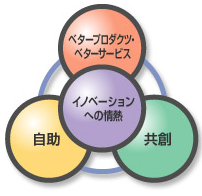 ベタープロダクツ・
ベターサービス
イノベーション
への情熱
自助
共創